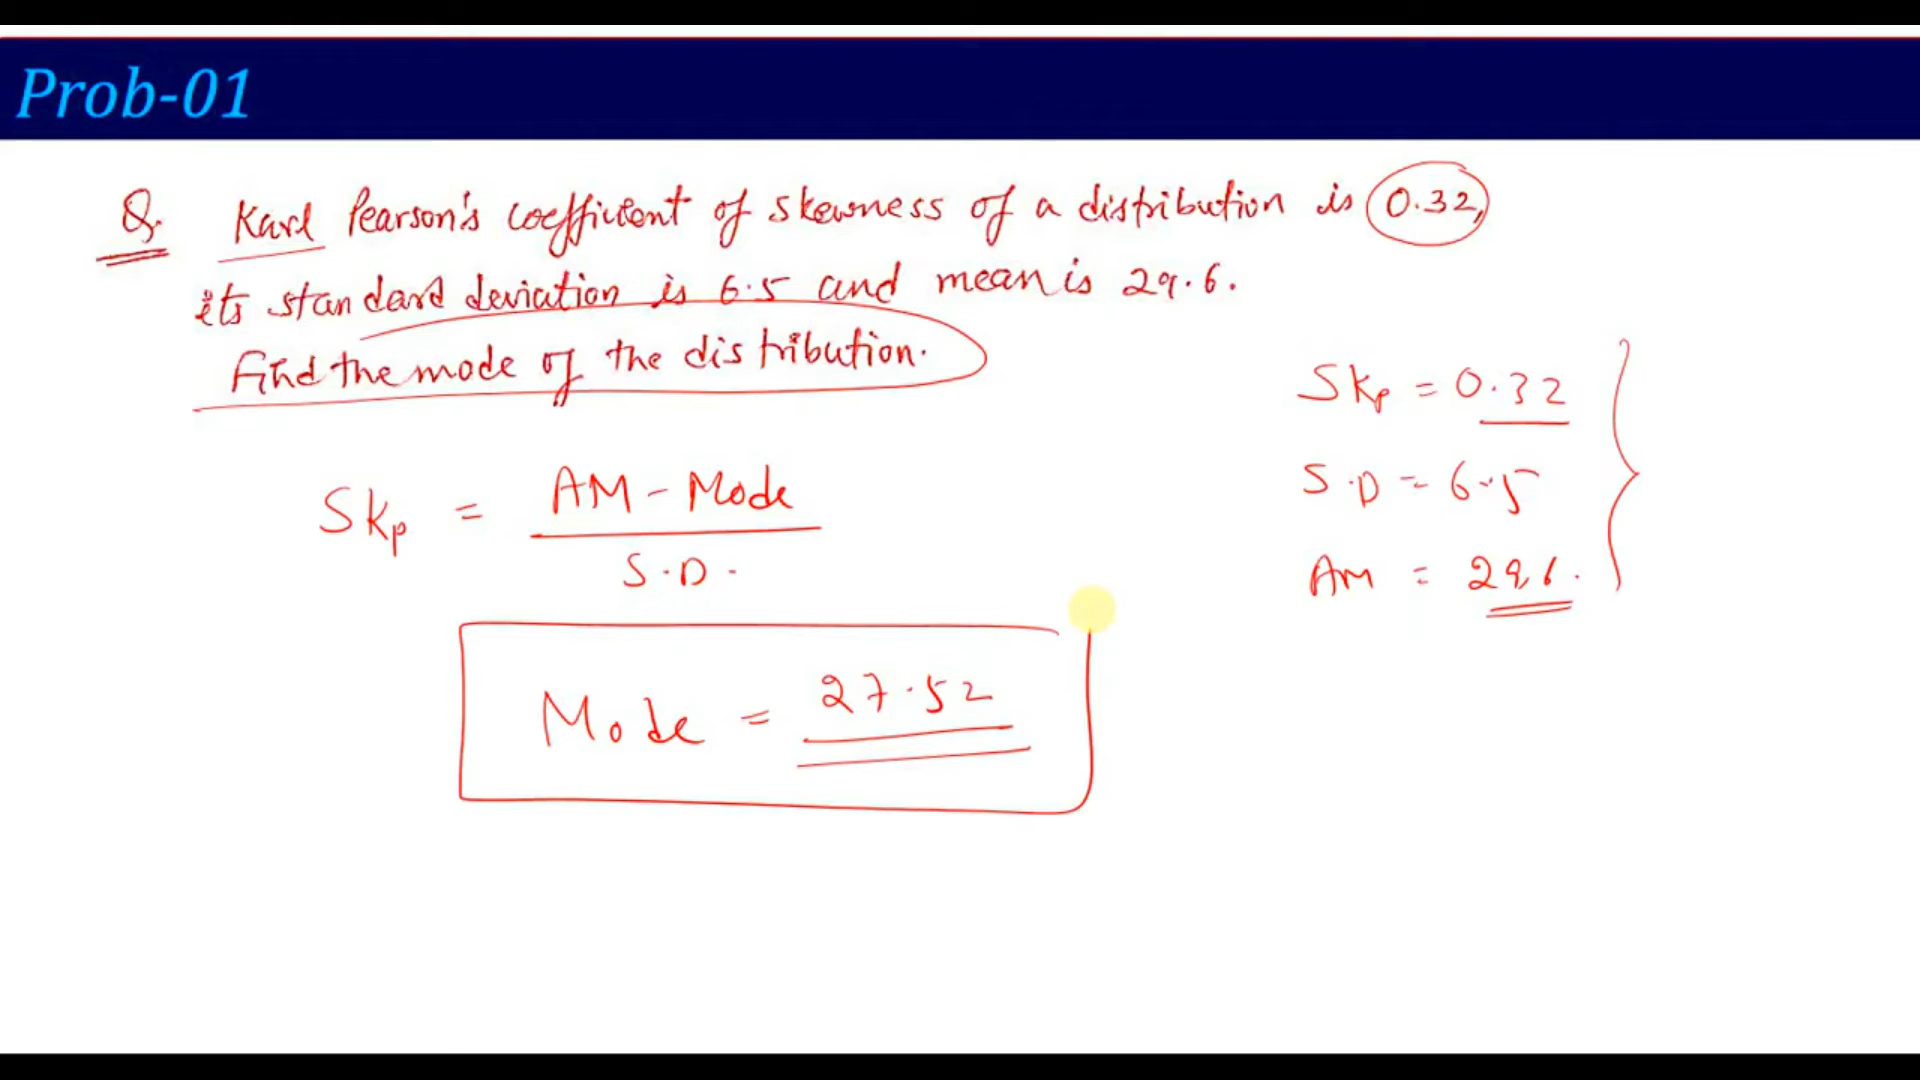 Prob-01
Q. Karl Pearson's coefficient of skewness of a distribution is 0.32,
its standard deviation is 6.5 and mean is 29.6.
Find the mode of the distribution.
Skp = 0.32
S.D = 6.5
AM = 29.6.
Skp = AM - Mode
S.D.
Mode = 27.52